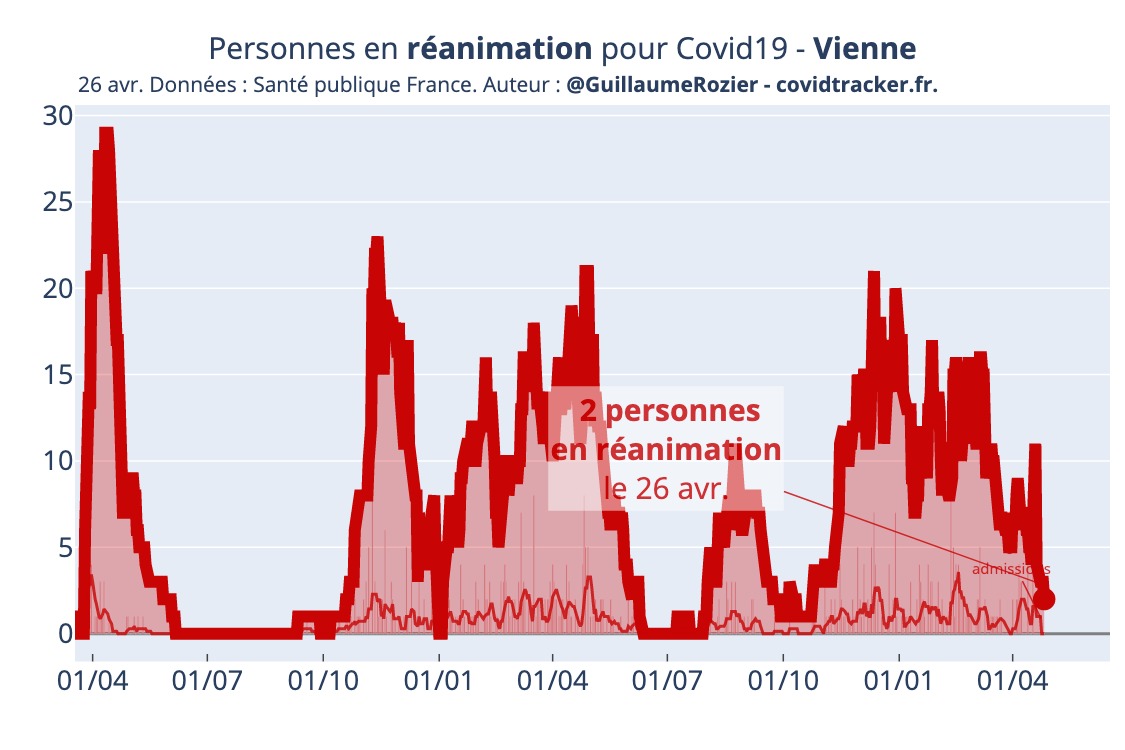 Personnes en réanimation pour Covid19 - Vienne
26 avr. Données : Santé publique France. Auteur : @GuillaumeRozier - covidtracker.fr.
30
25
20
15
10
5
0
2 personnes
en réanimation
le 26 avr.
admissions
01/04 01/07 01/10 01/01 01/04 01/07 01/10 01/01 01/04